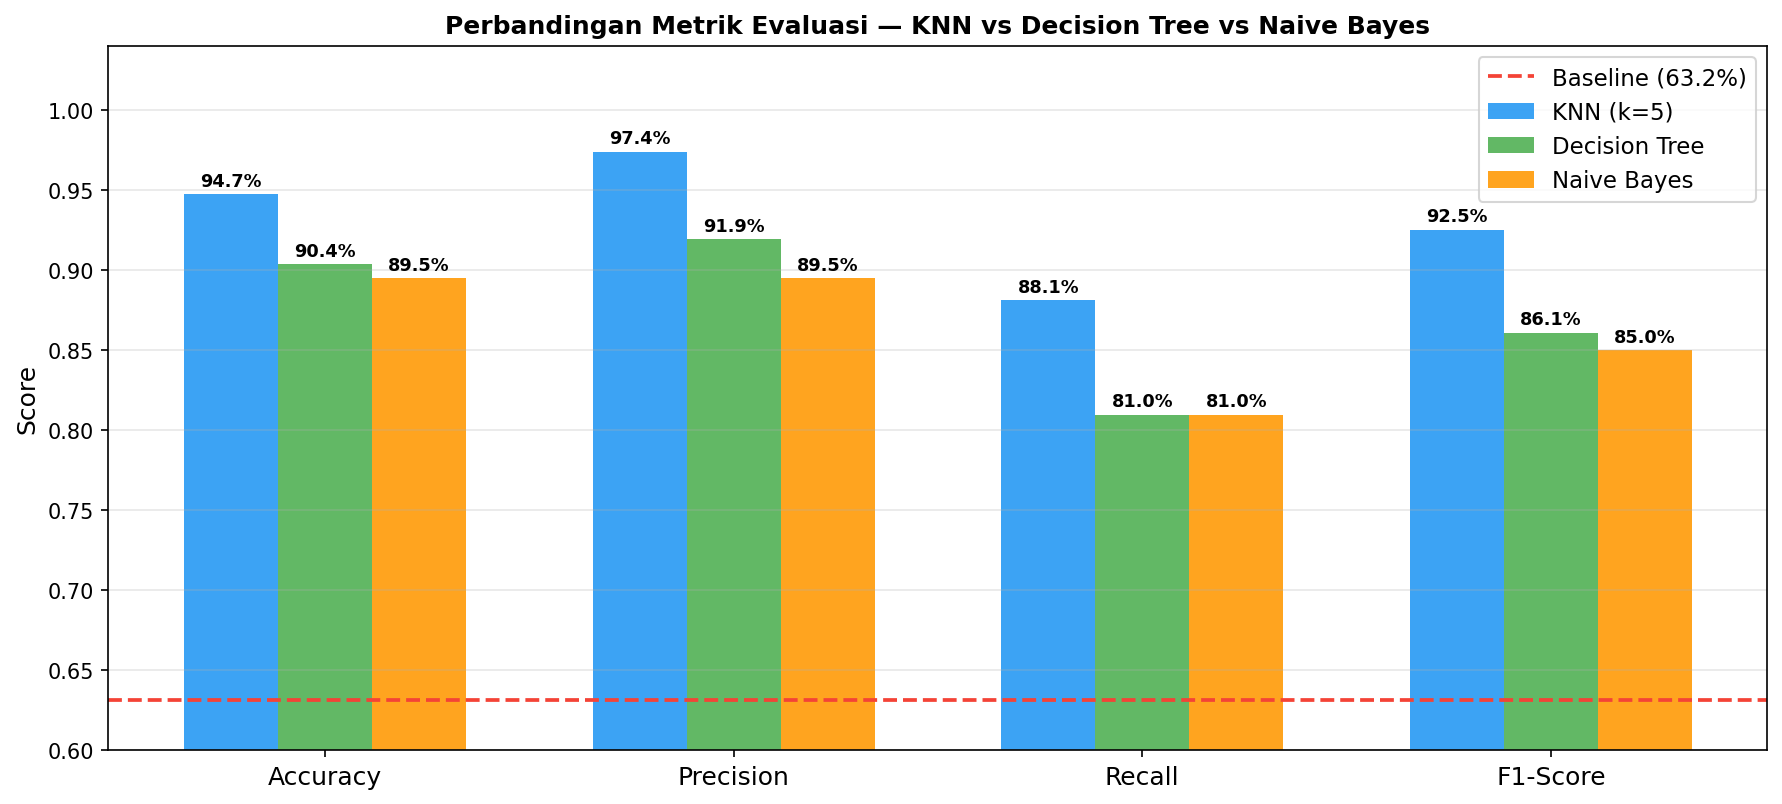 Perbandingan Metrik Evaluasi — KNN vs Decision Tree vs Naive Bayes
Baseline (63.2%)
KNN (k=5)
Decision Tree
Naive Bayes
Score
1.00
0.95
0.90
0.85
0.80
0.75
0.70
0.65
0.60
94.7%
90.4%
89.5%
97.4%
91.9%
89.5%
88.1%
81.0%
81.0%
92.5%
86.1%
85.0%
Accuracy
Precision
Recall
F1-Score